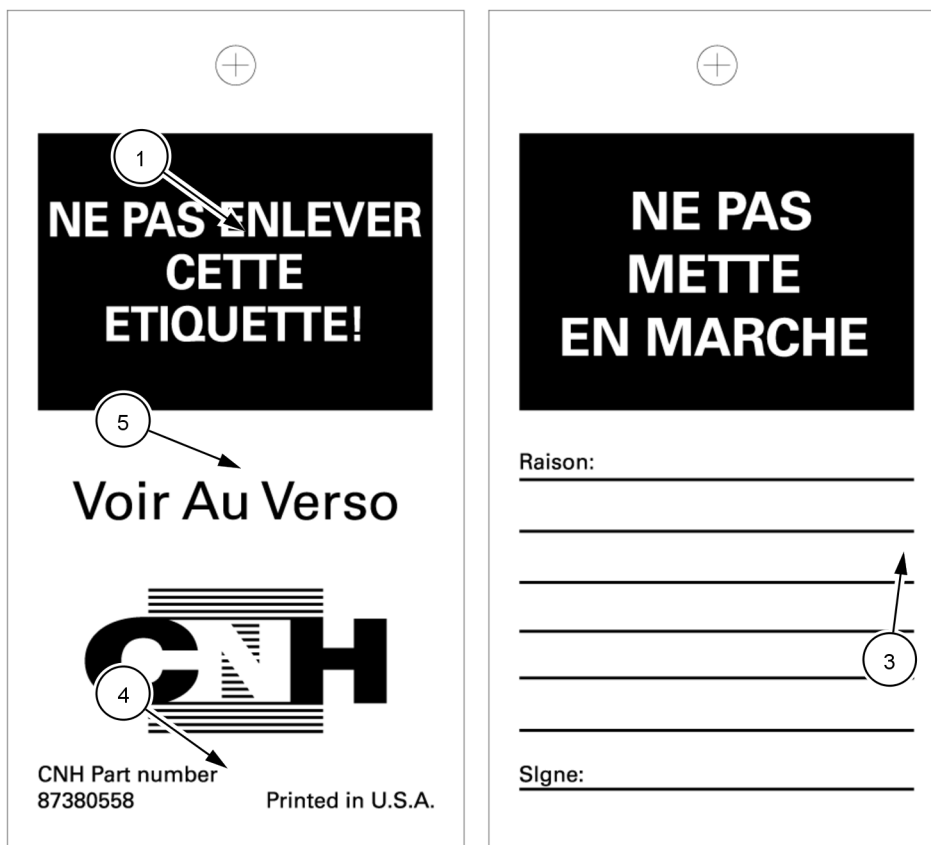 1
NE PAS ENLEVER
CETTE
ETIQUETTE!
5
Voir Au Verso
CNH
4
CNH Part number
87380558
Printed in U.S.A.
NE PAS
METTE
EN MARCHE
Raison:
3
SIgne: